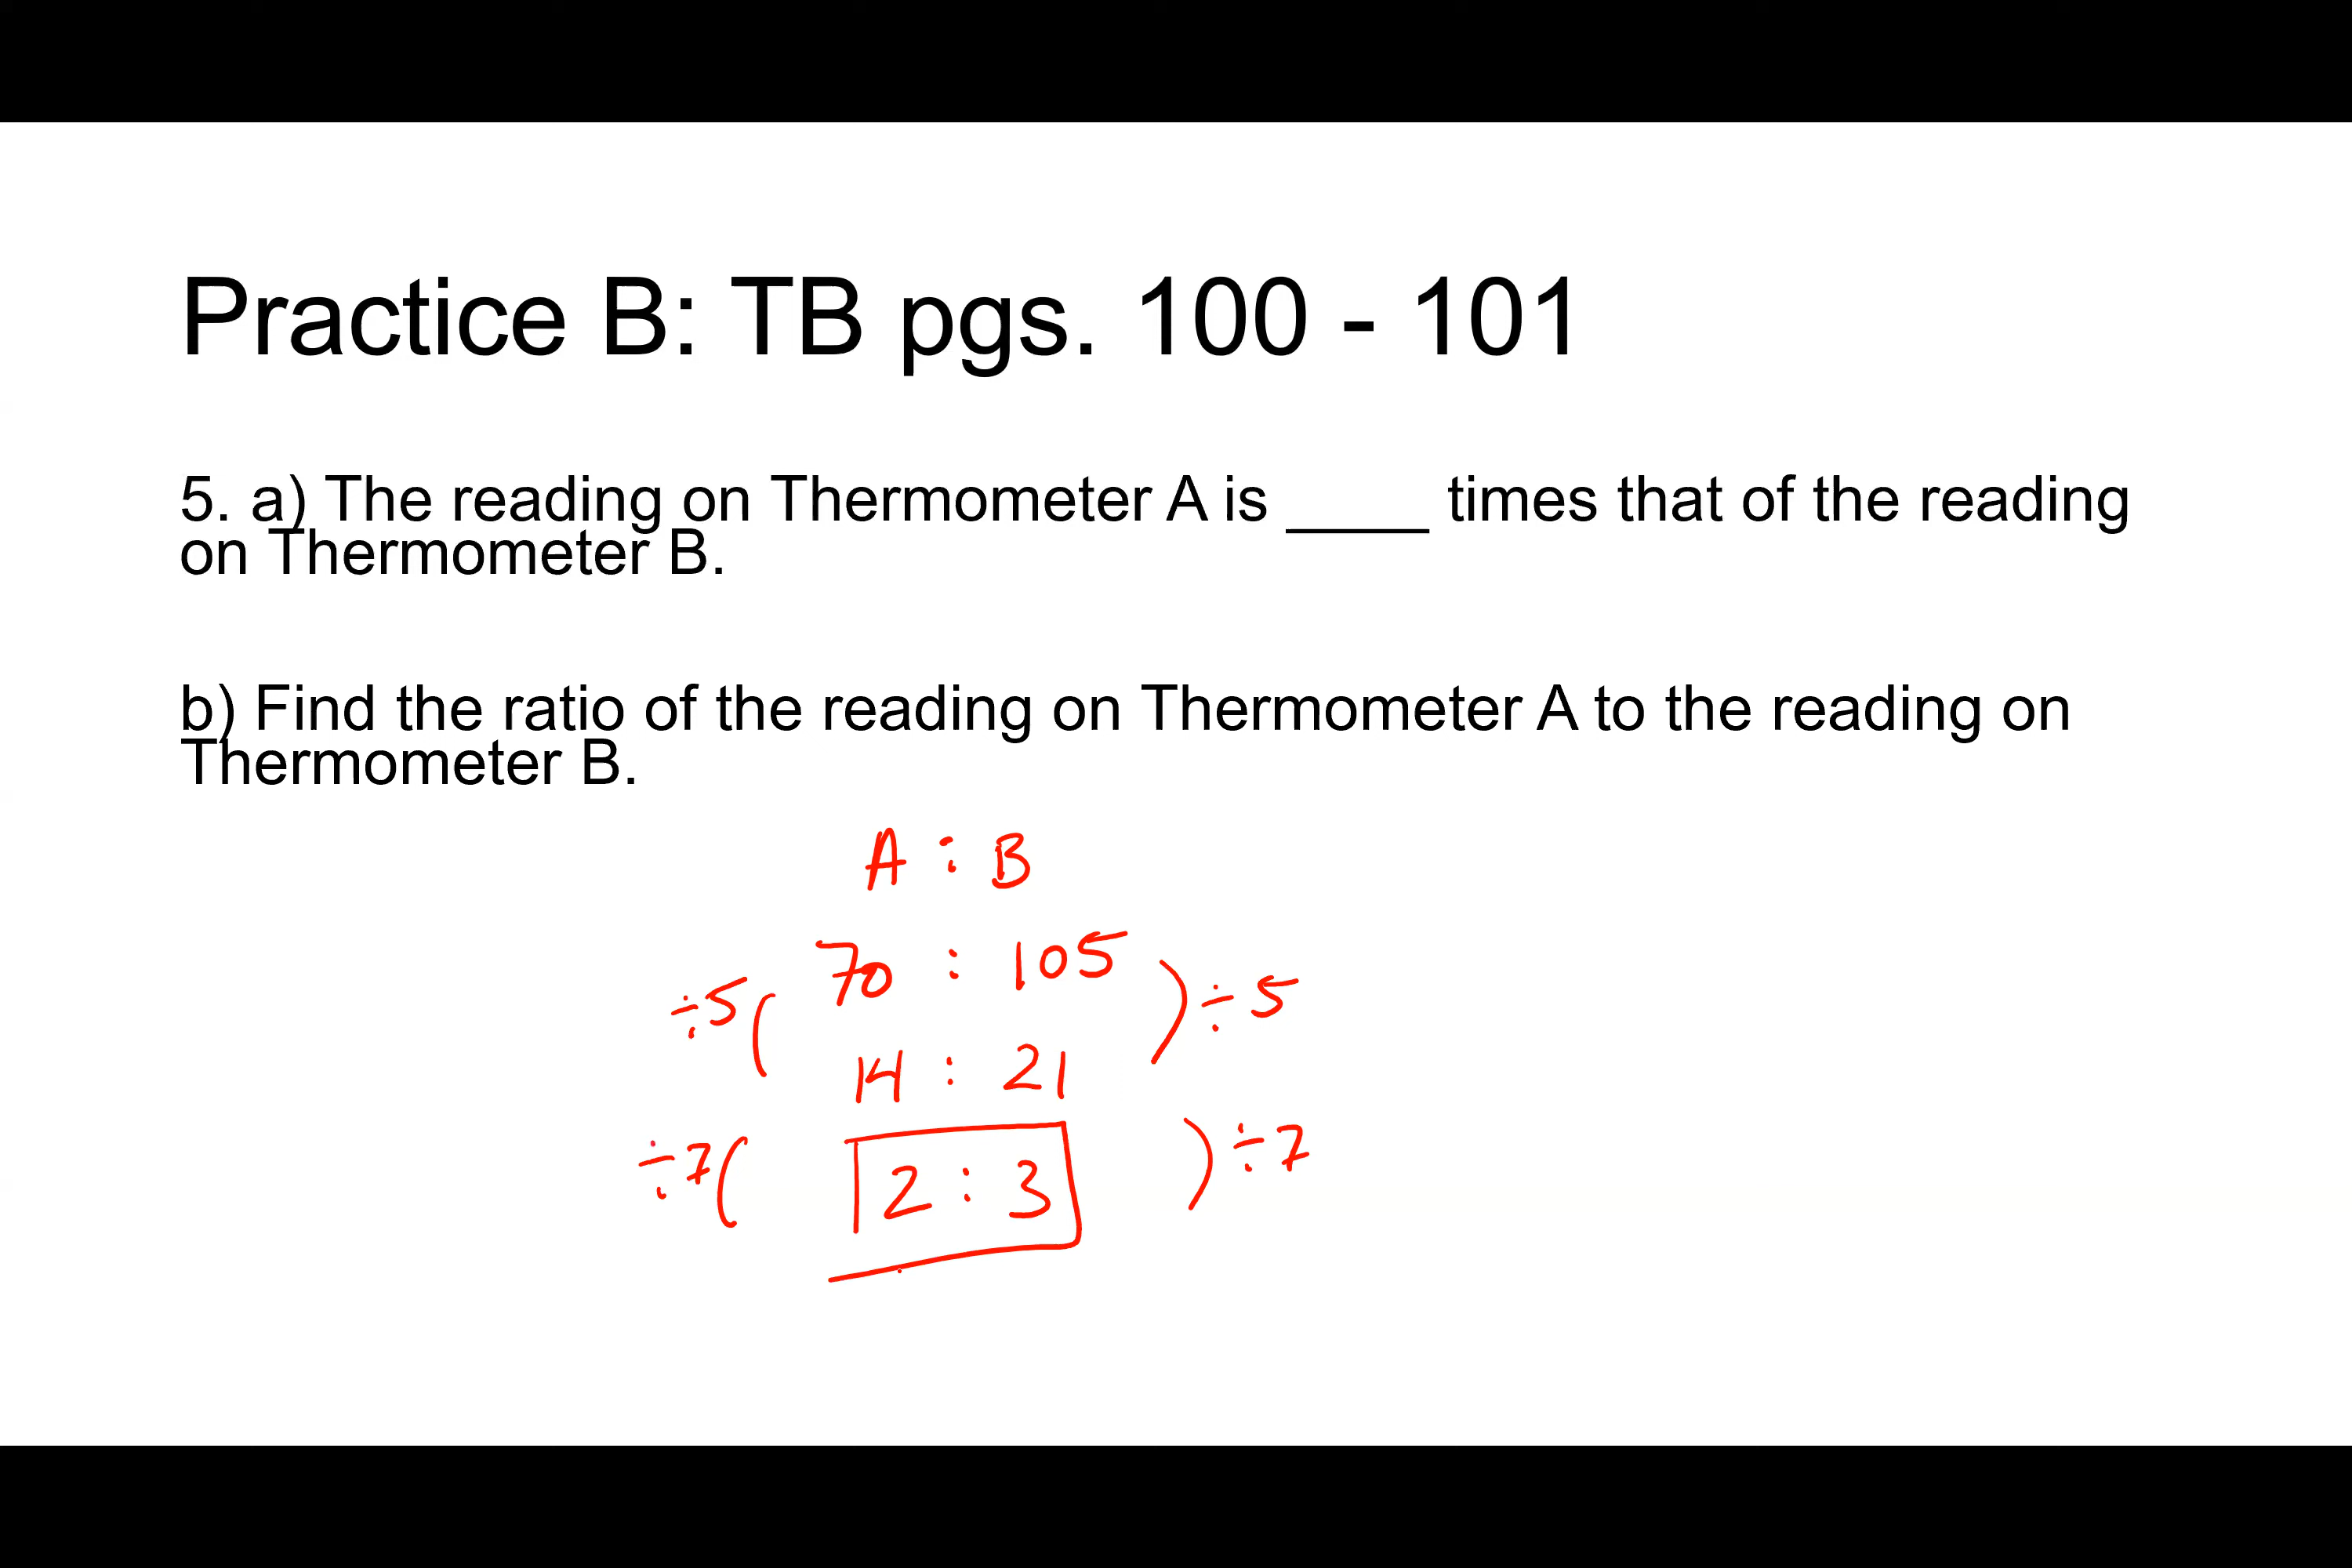 Practice B: TB pgs. 100 - 101
5. a) The reading on Thermometer A is _____ times that of the reading
on Thermometer B.
b) Find the ratio of the reading on Thermometer A to the reading on
Thermometer B.
A : B
70 : 105
÷5 ( ) ÷5
14 : 21
÷7 ( ) ÷7
2 : 3